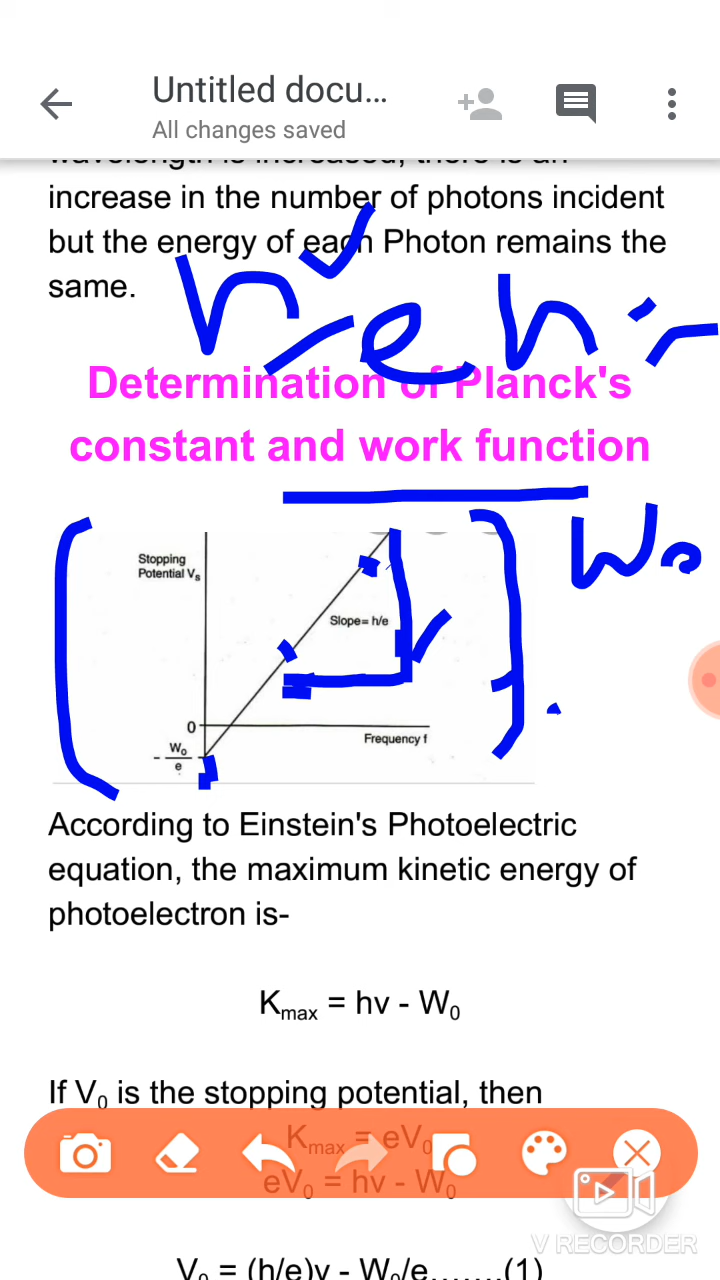 Untitled docu...
All changes saved
increase in the number of photons incident
but the energy of each Photon remains the
same.
h/e h =
Determination of Planck's
constant and work function
W₀
Stopping
Potential Vₛ
Slope= h/e
0
- W₀/e
Frequency f
According to Einstein's Photoelectric
equation, the maximum kinetic energy of
photoelectron is-
Kₘₐₓ = hv - W₀
If V₀ is the stopping potential, then
Kₘₐₓ = eV₀
eV₀ = hv - W₀
V₀ = (h/e)v - W₀/e.......(1)
V RECORDER